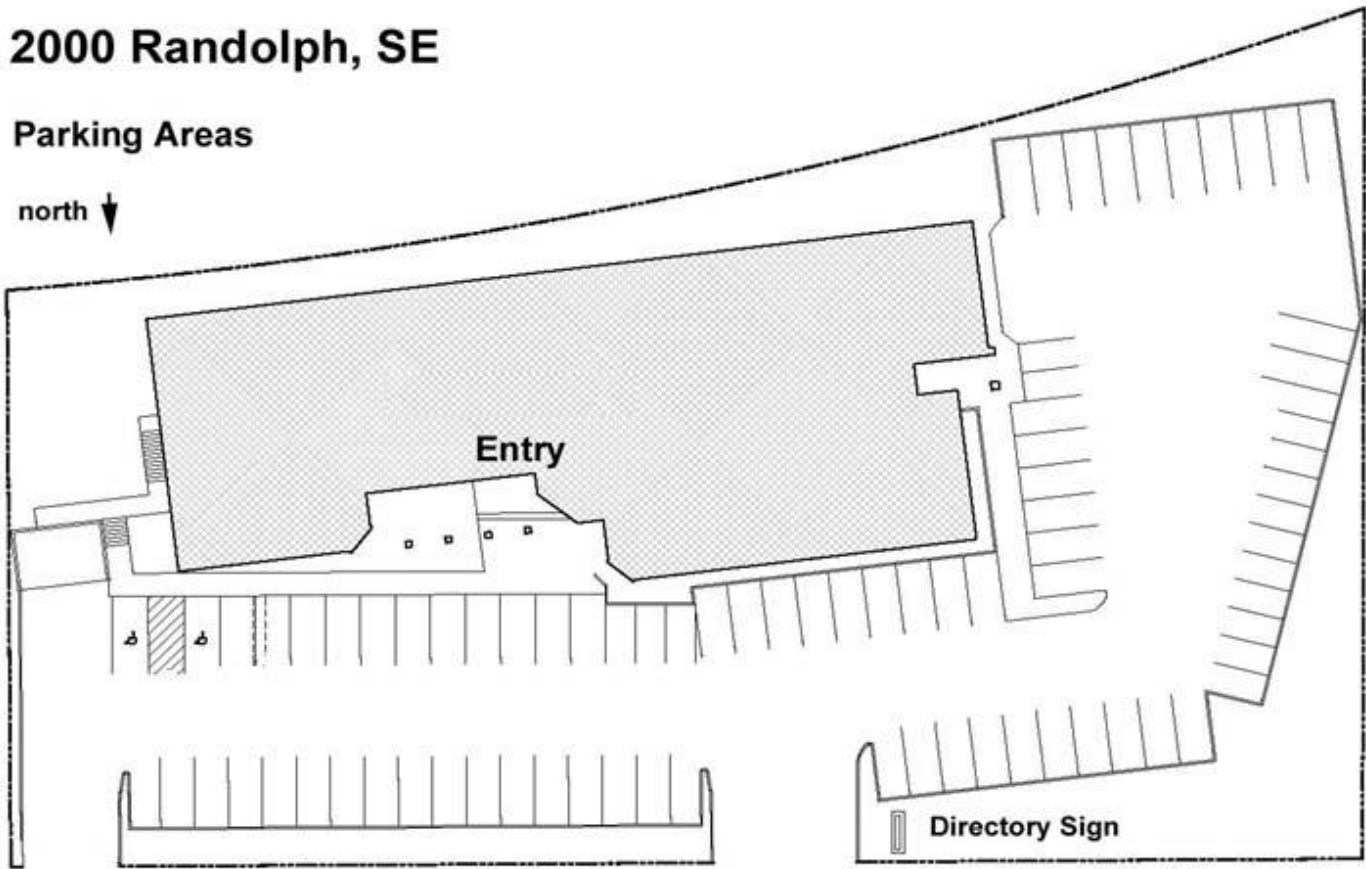 2000 Randolph, SE
Parking Areas
north
Entry
Directory Sign